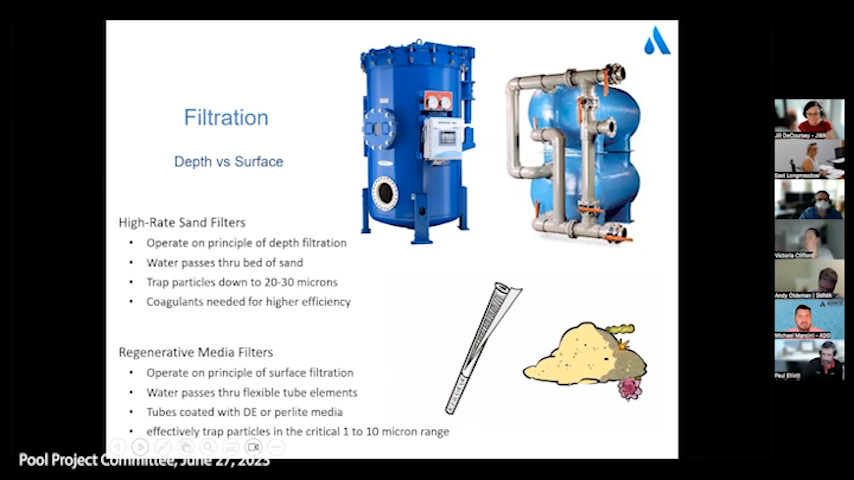 Filtration
Depth vs Surface
High-Rate Sand Filters
• Operate on principle of depth filtration
• Water passes thru bed of sand
• Trap particles down to 20-30 microns
• Coagulants needed for higher efficiency
Regenerative Media Filters
• Operate on principle of surface filtration
• Water passes thru flexible tube elements
• Tubes coated with DE or perlite media
• effectively trap particles in the critical 1 to 10 micron range
Pool Project Committee, June 27, 2023
Jill DeCoursey - JWA
East Longmeadow
Victoria Clifford
Andy Oldeman | SMMA
Michael Mancini - ADG
Paul Elliott